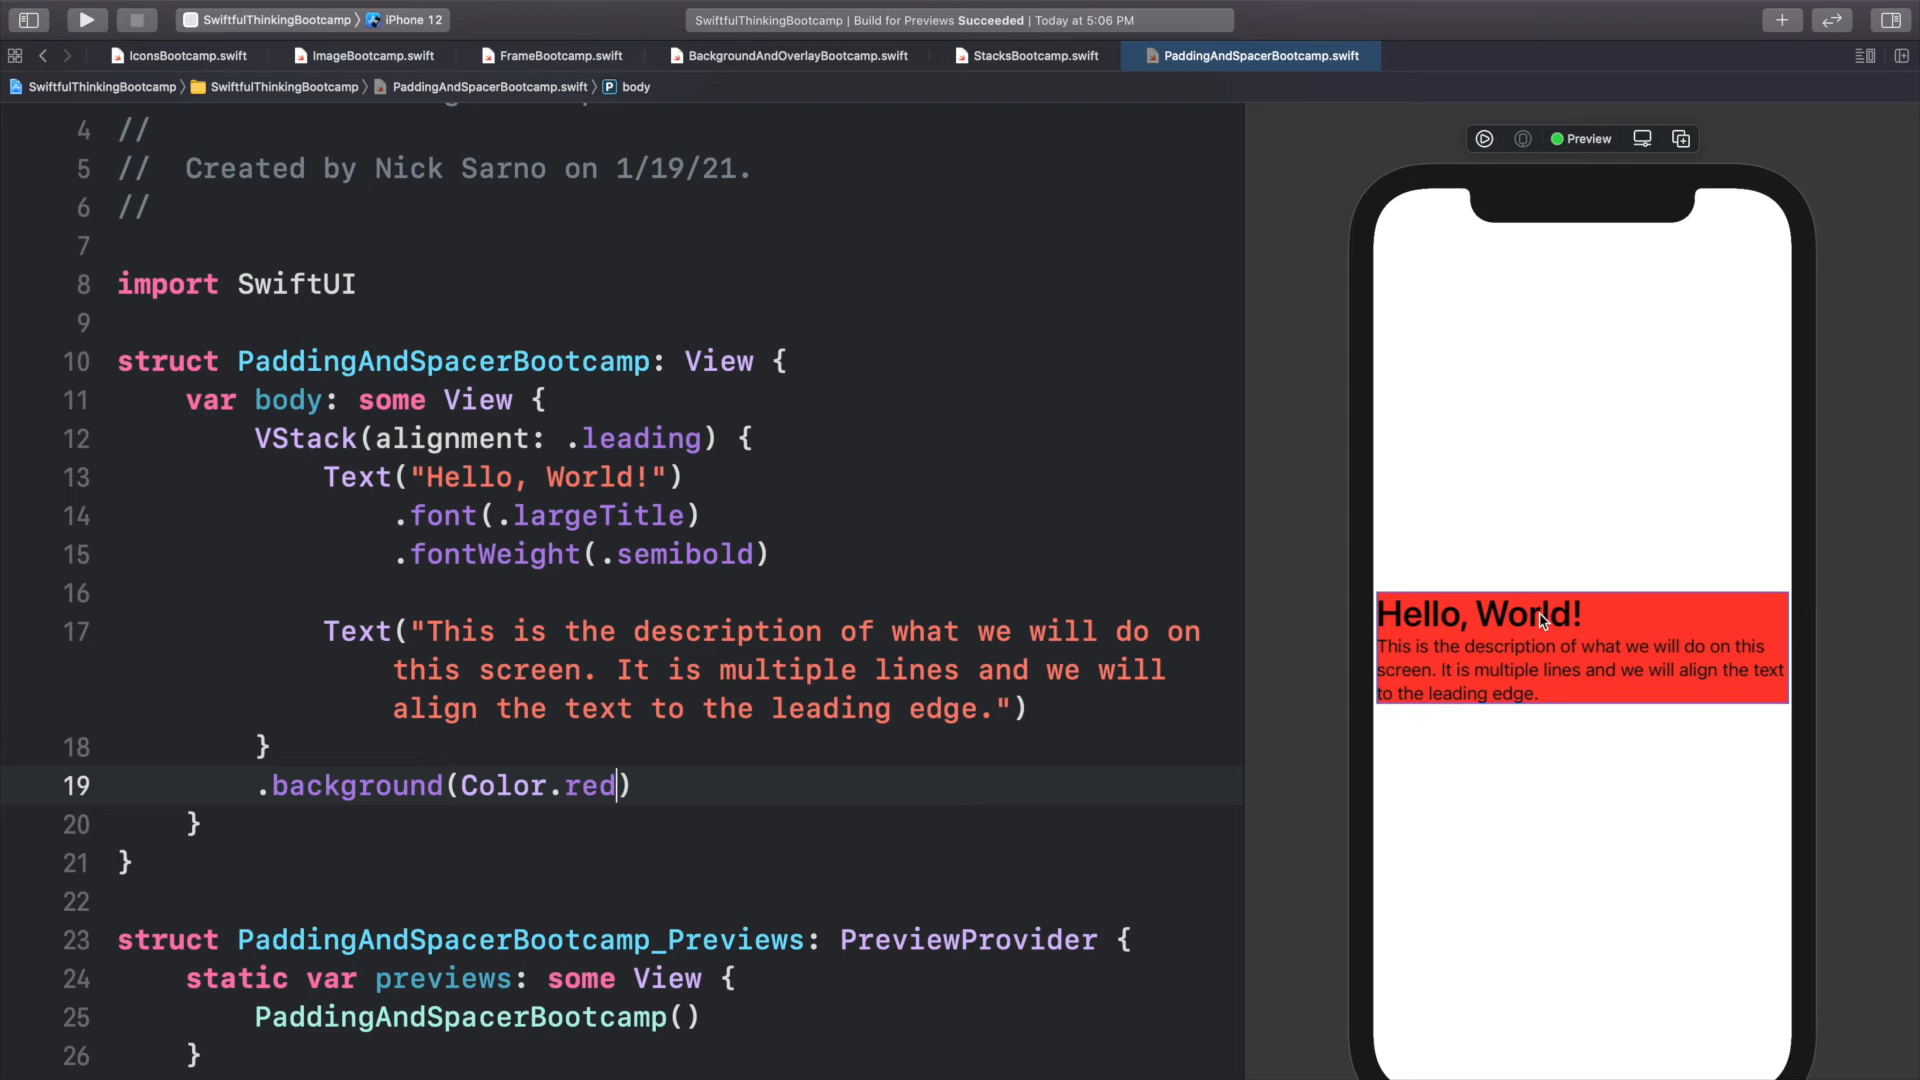 SwiftfulThinkingBootcamp 〉 iPhone 12
SwiftfulThinkingBootcamp | Build for Previews Succeeded | Today at 5:06 PM
IconsBootcamp.swift ImageBootcamp.swift FrameBootcamp.swift BackgroundAndOverlayBootcamp.swift StacksBootcamp.swift PaddingAndSpacerBootcamp.swift
SwiftfulThinkingBootcamp 〉 SwiftfulThinkingBootcamp 〉 PaddingAndSpacerBootcamp.swift 〉 P body
4 //
5 //  Created by Nick Sarno on 1/19/21.
6 //
7
8 import SwiftUI
9
10 struct PaddingAndSpacerBootcamp: View {
11     var body: some View {
12         VStack(alignment: .leading) {
13             Text("Hello, World!")
14                 .font(.largeTitle)
15                 .fontWeight(.semibold)
16
17             Text("This is the description of what we will do on
this screen. It is multiple lines and we will
align the text to the leading edge.")
18         }
19         .background(Color.red)
20     }
21 }
22
23 struct PaddingAndSpacerBootcamp_Previews: PreviewProvider {
24     static var previews: some View {
25         PaddingAndSpacerBootcamp()
26     }
Preview
Hello, World!
This is the description of what we will do on this
screen. It is multiple lines and we will align the text
to the leading edge.